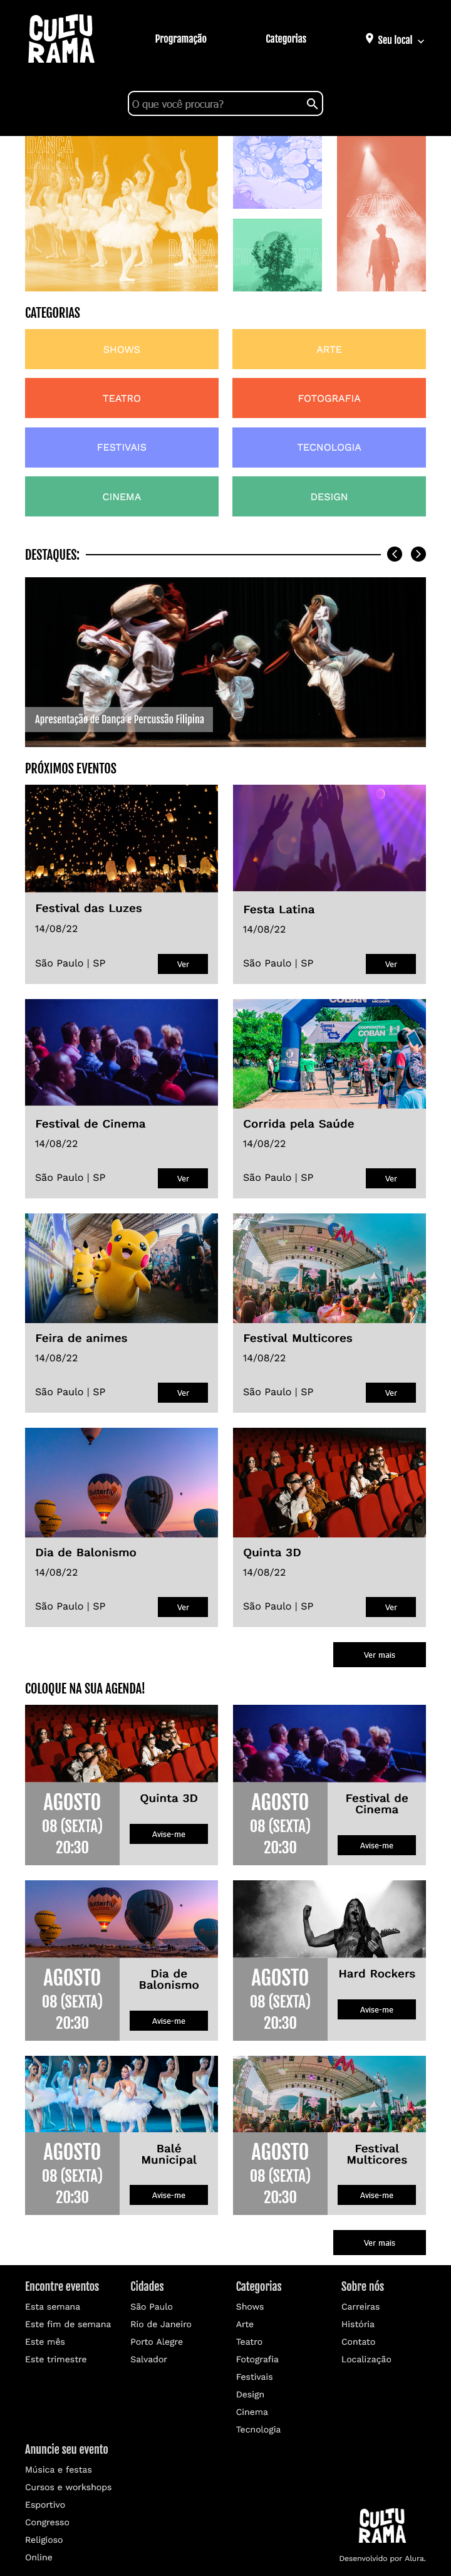 CULTU
RAMA
Programação
Categorias
Seu local
O que você procura?
DANÇA
DANÇA
TEATRO
CATEGORIAS
SHOWS
ARTE
TEATRO
FOTOGRAFIA
FESTIVAIS
TECNOLOGIA
CINEMA
DESIGN
DESTAQUES:
Apresentação de Dança e Percussão Filipina
PRÓXIMOS EVENTOS
Festival das Luzes
14/08/22
São Paulo | SP
Ver
Festa Latina
14/08/22
São Paulo | SP
Ver
Festival de Cinema
14/08/22
São Paulo | SP
Ver
COBAN
Corrida pela Saúde
14/08/22
São Paulo | SP
Ver
Feira de animes
14/08/22
São Paulo | SP
Ver
Festival Multicores
14/08/22
São Paulo | SP
Ver
Butterfly
Dia de Balonismo
14/08/22
São Paulo | SP
Ver
Quinta 3D
14/08/22
São Paulo | SP
Ver
Ver mais
COLOQUE NA SUA AGENDA!
AGOSTO
08 (SEXTA)
20:30
Quinta 3D
Avise-me
AGOSTO
08 (SEXTA)
20:30
Festival de
Cinema
Avise-me
AGOSTO
08 (SEXTA)
20:30
Dia de
Balonismo
Avise-me
AGOSTO
08 (SEXTA)
20:30
Hard Rockers
Avise-me
AGOSTO
08 (SEXTA)
20:30
Balé
Municipal
Avise-me
AGOSTO
08 (SEXTA)
20:30
Festival
Multicores
Avise-me
Ver mais
Encontre eventos
Esta semana
Este fim de semana
Este mês
Este trimestre
Cidades
São Paulo
Rio de Janeiro
Porto Alegre
Salvador
Categorias
Shows
Arte
Teatro
Fotografia
Festivais
Design
Cinema
Tecnologia
Sobre nós
Carreiras
História
Contato
Localização
Anuncie seu evento
Música e festas
Cursos e workshops
Esportivo
Congresso
Religioso
Online
CULTU
RAMA
Desenvolvido por Alura.